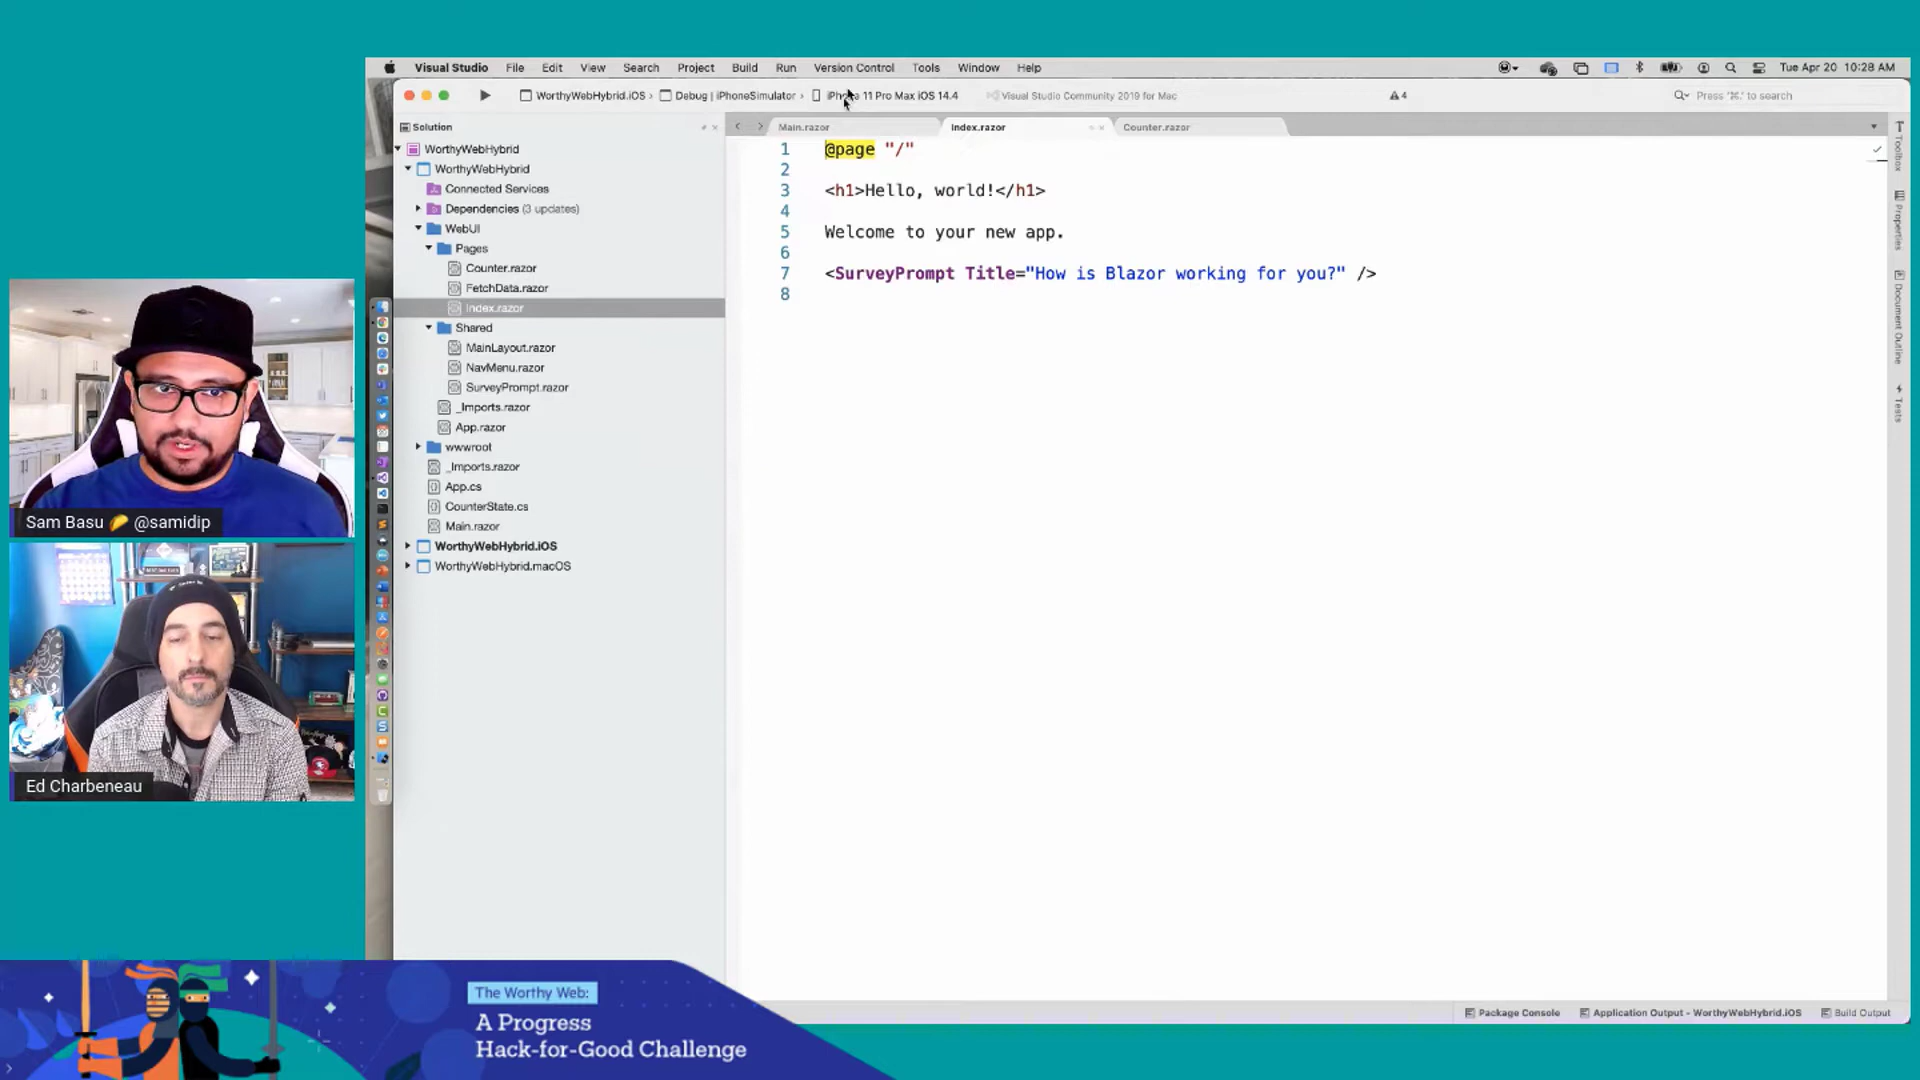 Visual Studio File Edit View Search Project Build Run Version Control Tools Window Help
Tue Apr 20 10:28 AM
WorthyWebHybrid.iOS › Debug | iPhoneSimulator › iPhone 11 Pro Max iOS 14.4
Visual Studio Community 2019 for Mac
4
Press '⌘.' to search
Solution
WorthyWebHybrid
WorthyWebHybrid
Connected Services
Dependencies (3 updates)
WebUI
Pages
Counter.razor
FetchData.razor
Index.razor
Shared
MainLayout.razor
NavMenu.razor
SurveyPrompt.razor
_Imports.razor
App.razor
wwwroot
_Imports.razor
App.cs
CounterState.cs
Main.razor
WorthyWebHybrid.iOS
WorthyWebHybrid.macOS
Main.razor Index.razor Counter.razor
1 @page "/"
2
3 <h1>Hello, world!</h1>
4
5 Welcome to your new app.
6
7 <SurveyPrompt Title="How is Blazor working for you?" />
8
Toolbox
Properties
Document Outline
Tests
Package Console Application Output - WorthyWebHybrid.iOS Build Output
Sam Basu 🌮 @samidip
Ed Charbeneau
The Worthy Web:
A Progress
Hack-for-Good Challenge